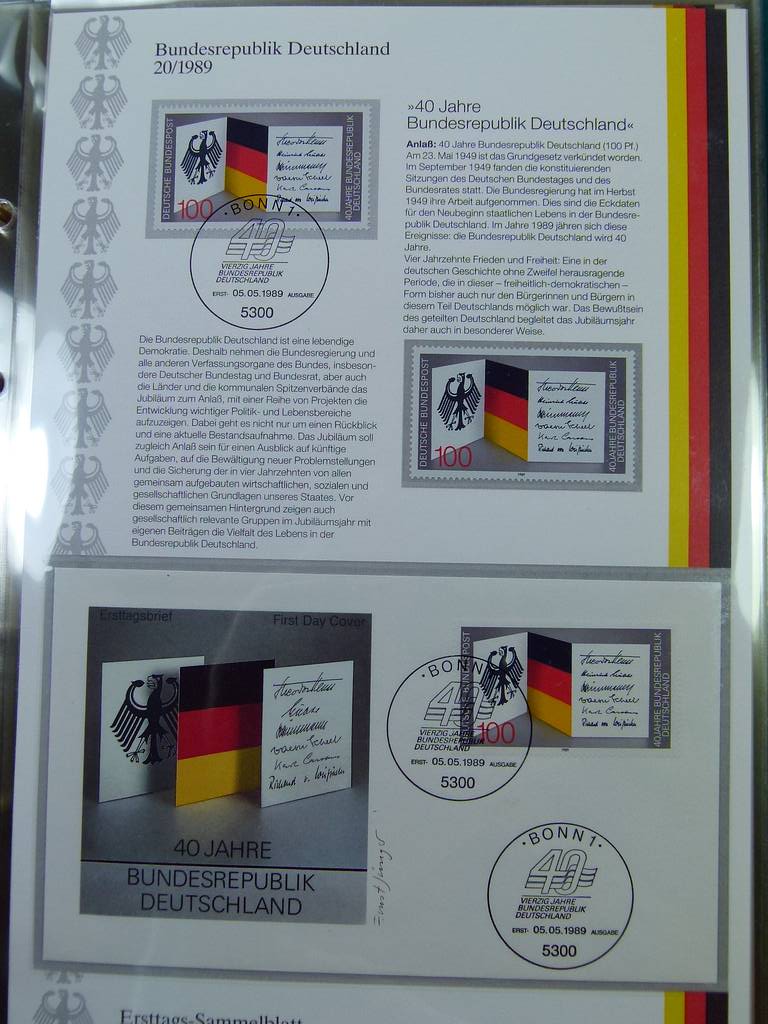 Bundesrepublik Deutschland
20/1989
DEUTSCHE BUNDESPOST
100
40 JAHRE BUNDESREPUBLIK
DEUTSCHLAND
BONN 1
40
VIERZIG JAHRE
BUNDESREPUBLIK
DEUTSCHLAND
ERST- 05.05.1989 AUSGABE
5300
Die Bundesrepublik Deutschland ist eine lebendige
Demokratie. Deshalb nehmen die Bundesregierung und
alle anderen Verfassungsorgane des Bundes, insbeson-
dere Deutscher Bundestag und Bundesrat, aber auch
die Länder und die kommunalen Spitzenverbände das
Jubiläum zum Anlaß, mit einer Reihe von Projekten die
Entwicklung wichtiger Politik- und Lebensbereiche
aufzuzeigen. Dabei geht es nicht nur um einen Rückblick
und eine aktuelle Bestandsaufnahme. Das Jubiläum soll
zugleich Anlaß sein für einen Ausblick auf künftige
Aufgaben, auf die Bewältigung neuer Problemstellungen
und die Sicherung der in vier Jahrzehnten von allen
gemeinsam aufgebauten wirtschaftlichen, sozialen und
gesellschaftlichen Grundlagen unseres Staates. Vor
diesem gemeinsamen Hintergrund zeigen auch
gesellschaftlich relevante Gruppen im Jubiläumsjahr mit
eigenen Beiträgen die Vielfalt des Lebens in der
Bundesrepublik Deutschland.
»40 Jahre
Bundesrepublik Deutschland«
Anlaß: 40 Jahre Bundesrepublik Deutschland (100 Pf.)
Am 23. Mai 1949 ist das Grundgesetz verkündet worden.
Im September 1949 fanden die konstituierenden
Sitzungen des Deutschen Bundestages und des
Bundesrates statt. Die Bundesregierung hat im Herbst
1949 ihre Arbeit aufgenommen. Dies sind die Eckdaten
für den Neubeginn staatlichen Lebens in der Bundesre-
publik Deutschland. Im Jahre 1989 jähren sich diese
Ereignisse: die Bundesrepublik Deutschland wird 40
Jahre.
Vier Jahrzehnte Frieden und Freiheit: Eine in der
deutschen Geschichte ohne Zweifel herausragende
Periode, die in dieser – freiheitlich-demokratischen –
Form bisher auch nur den Bürgerinnen und Bürgern in
diesem Teil Deutschlands möglich war. Das Bewußtsein
des geteilten Deutschland begleitet das Jubiläumsjahr
daher auch in besonderer Weise.
DEUTSCHE BUNDESPOST
100
40 JAHRE BUNDESREPUBLIK
DEUTSCHLAND
Ersttagsbrief
First Day Cover
40 JAHRE
BUNDESREPUBLIK
DEUTSCHLAND
DEUTSCHE BUNDESPOST
100
40 JAHRE BUNDESREPUBLIK
DEUTSCHLAND
BONN 1
40
VIERZIG JAHRE
BUNDESREPUBLIK
DEUTSCHLAND
ERST- 05.05.1989 AUSGABE
5300
BONN 1
40
VIERZIG JAHRE
BUNDESREPUBLIK
DEUTSCHLAND
ERST- 05.05.1989 AUSGABE
5300
Ersttags-Sammelblatt